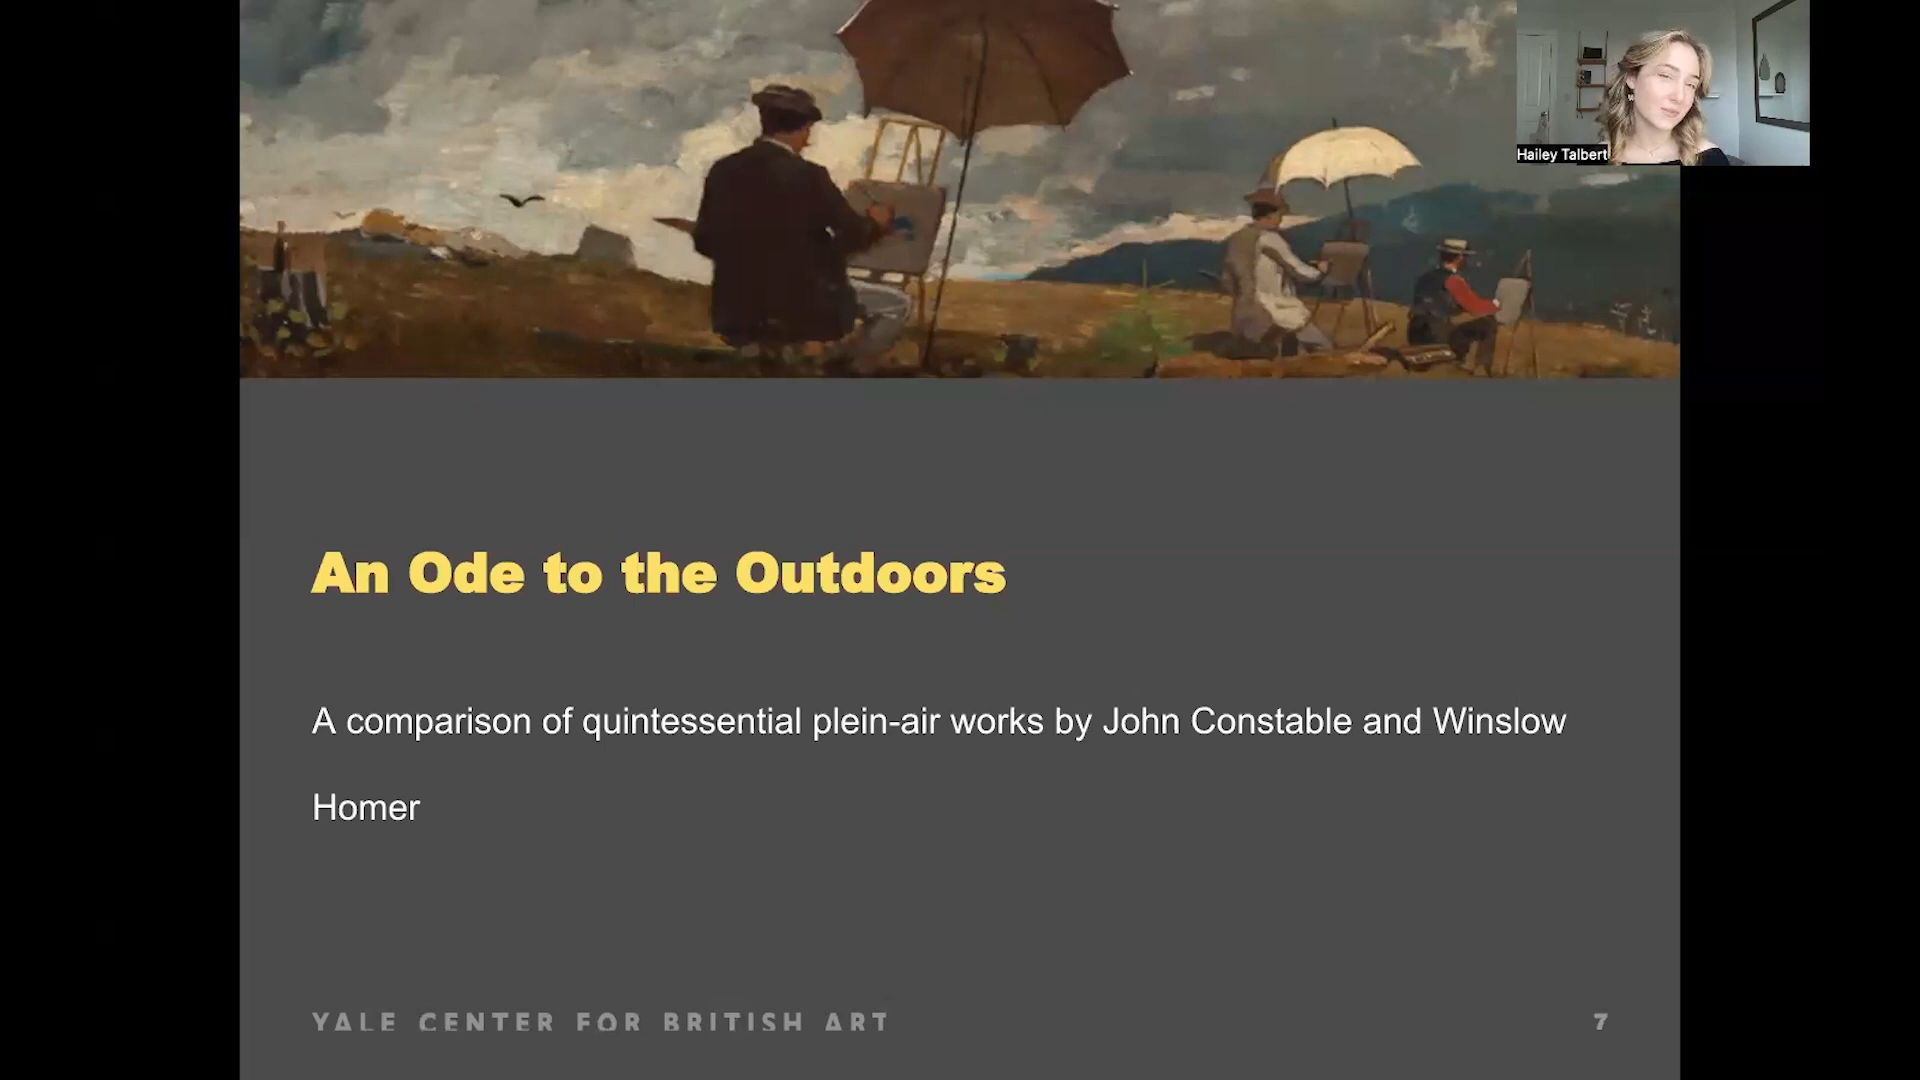 Hailey Talbert
An Ode to the Outdoors
A comparison of quintessential plein-air works by John Constable and Winslow
Homer
YALE CENTER FOR BRITISH ART
7